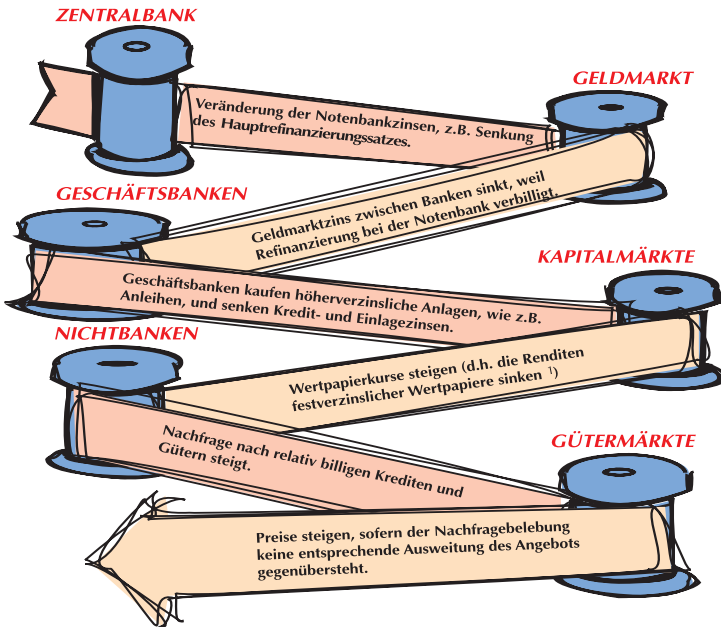 ZENTRALBANK
GELDMARKT
Veränderung der Notenbankzinsen, z.B. Senkung
des Hauptrefinanzierungssatzes.
GESCHÄFTSBANKEN
Geldmarktzins zwischen Banken sinkt, weil
Refinanzierung bei der Notenbank verbilligt.
KAPITALMÄRKTE
Geschäftsbanken kaufen höherverzinsliche Anlagen, wie z.B.
Anleihen, und senken Kredit- und Einlagezinsen.
NICHTBANKEN
Wertpapierkurse steigen (d.h. die Renditen
festverzinslicher Wertpapiere sinken ¹)
GÜTERMÄRKTE
Nachfrage nach relativ billigen Krediten und
Gütern steigt.
Preise steigen, sofern der Nachfragebelebung
keine entsprechende Ausweitung des Angebots
gegenübersteht.